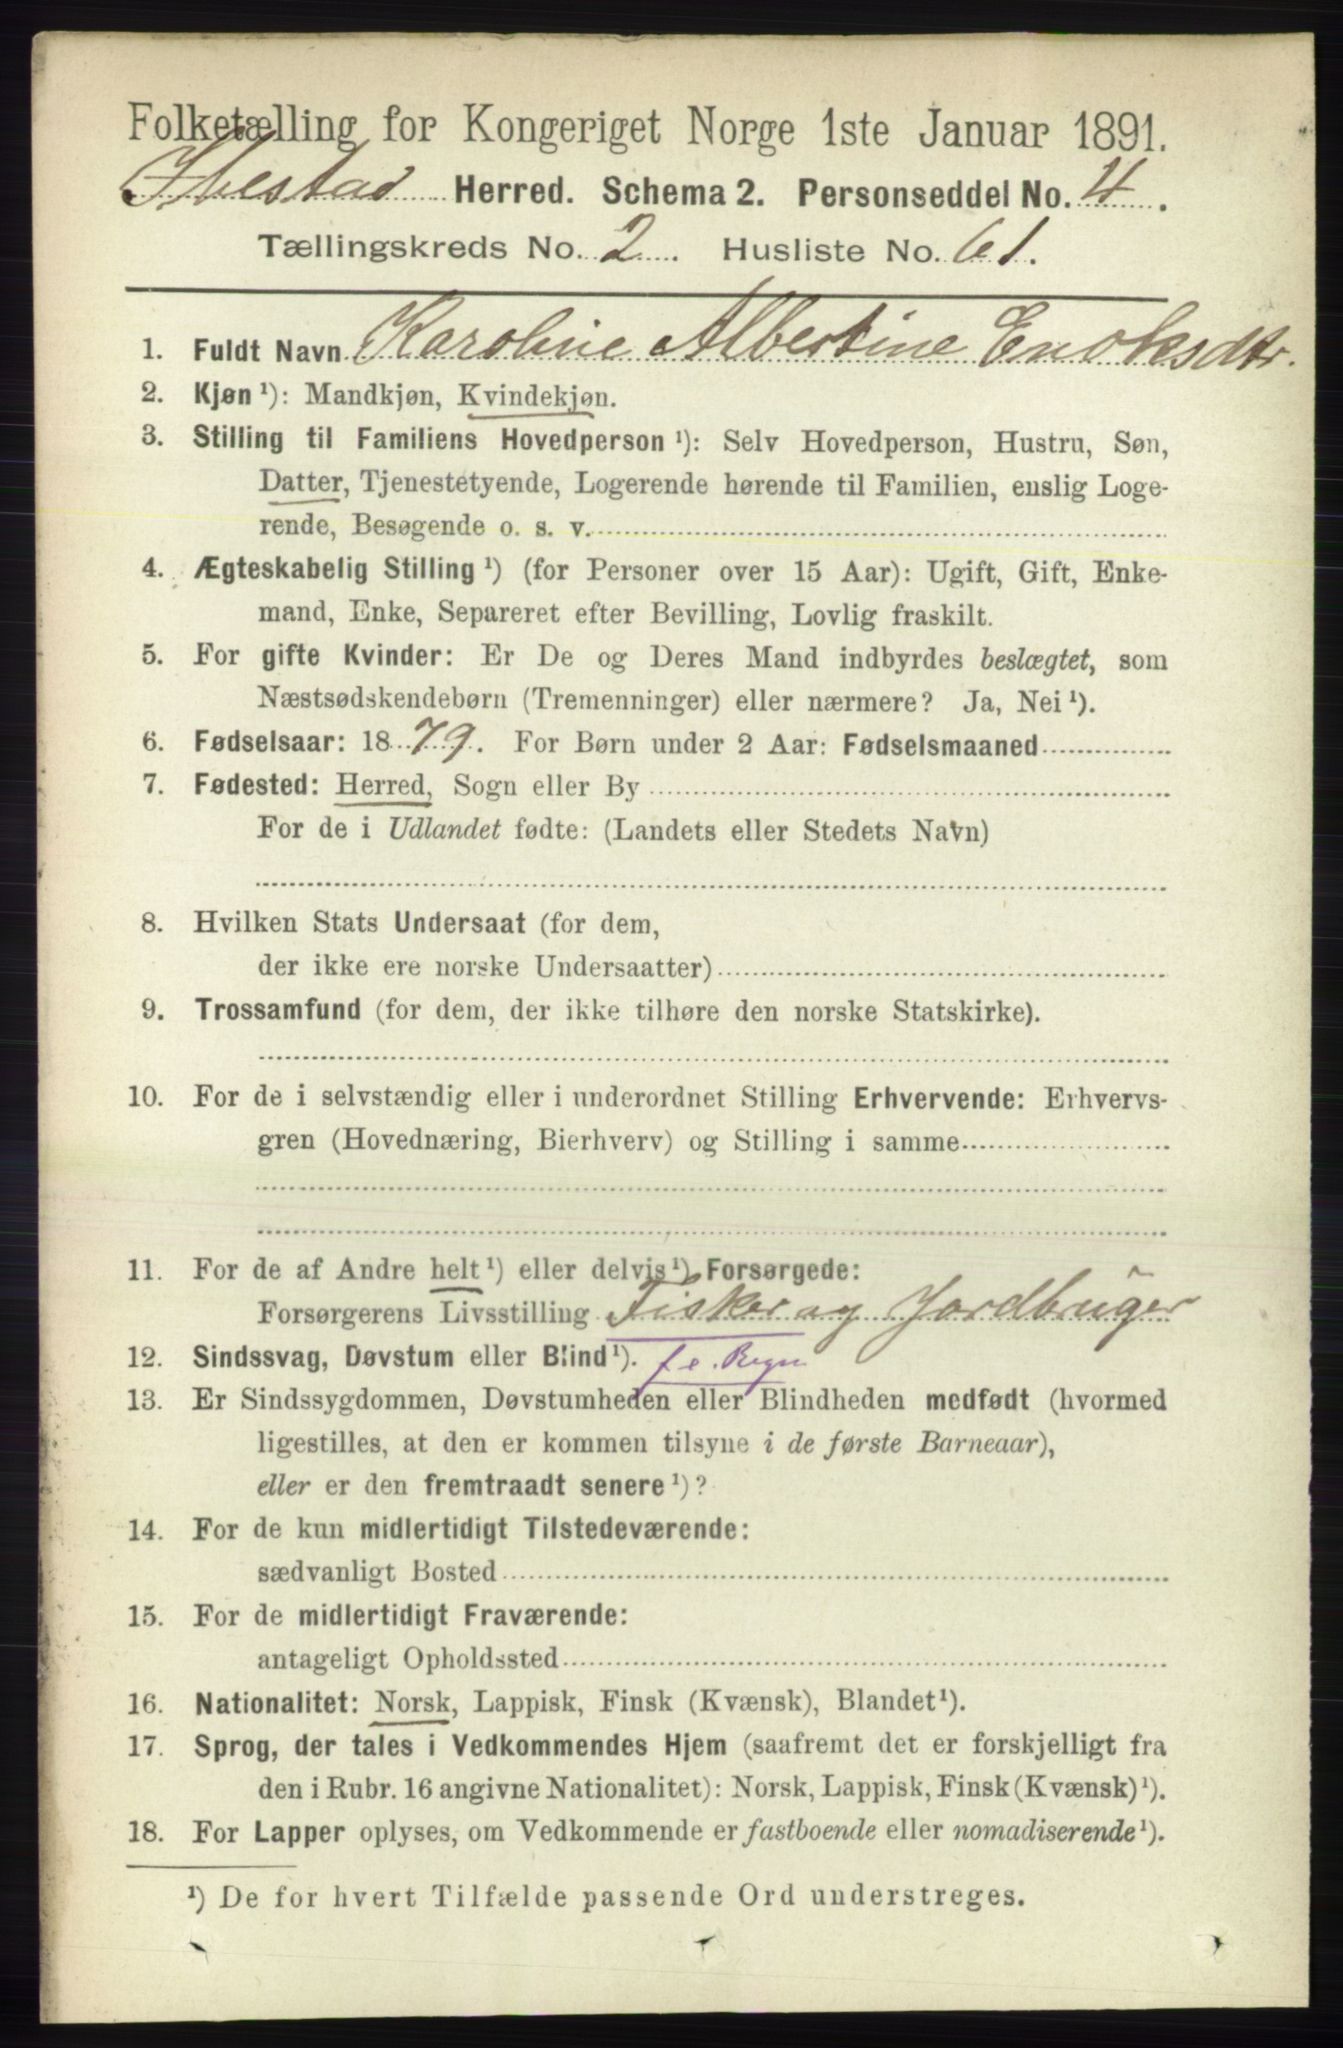 Folketælling for Kongeriget Norge 1ste Januar 1891.
Ibestad Herred. Schema 2. Personseddel No. 4.
Tællingskreds No. 2. Husliste No. 61.
1. Fuldt Navn Karoline Albertine Enoksdtr.
2. Kjøn ¹): Mandkjøn, Kvindekjøn.
3. Stilling til Familiens Hovedperson ¹): Selv Hovedperson, Hustru, Søn,
Datter, Tjenestetyende, Logerende hørende til Familien, enslig Loge-
rende, Besøgende o. s. v.
4. Ægteskabelig Stilling ¹) (for Personer over 15 Aar): Ugift, Gift, Enke-
mand, Enke, Separeret efter Bevilling, Lovlig fraskilt.
5. For gifte Kvinder: Er De og Deres Mand indbyrdes beslægtet, som
Næstsødskendebørn (Tremenninger) eller nærmere? Ja, Nei ¹).
6. Fødselsaar: 1879. For Børn under 2 Aar: Fødselsmaaned
7. Fødested: Herred, Sogn eller By
For de i Udlandet fødte: (Landets eller Stedets Navn)
8. Hvilken Stats Undersaat (for dem,
der ikke ere norske Undersaatter)
9. Trossamfund (for dem, der ikke tilhøre den norske Statskirke).
10. For de i selvstændig eller i underordnet Stilling Erhvervende: Erhvervs-
gren (Hovednæring, Bierhverv) og Stilling i samme
11. For de af Andre helt ¹) eller delvis ¹) Forsørgede:
Forsørgerens Livsstilling Fisker og Jordbruger
12. Sindssvag, Døvstum eller Blind ¹). f e. Regn
13. Er Sindssygdommen, Døvstumheden eller Blindheden medfødt (hvormed
ligestilles, at den er kommen tilsyne i de første Barneaar),
eller er den fremtraadt senere ¹)?
14. For de kun midlertidigt Tilstedeværende:
sædvanligt Bosted
15. For de midlertidigt Fraværende:
antageligt Opholdssted
16. Nationalitet: Norsk, Lappisk, Finsk (Kvænsk), Blandet ¹).
17. Sprog, der tales i Vedkommendes Hjem (saafremt det er forskjelligt fra
den i Rubr. 16 angivne Nationalitet): Norsk, Lappisk, Finsk (Kvænsk) ¹).
18. For Lapper oplyses, om Vedkommende er fastboende eller nomadiserende ¹).
¹) De for hvert Tilfælde passende Ord understreges.